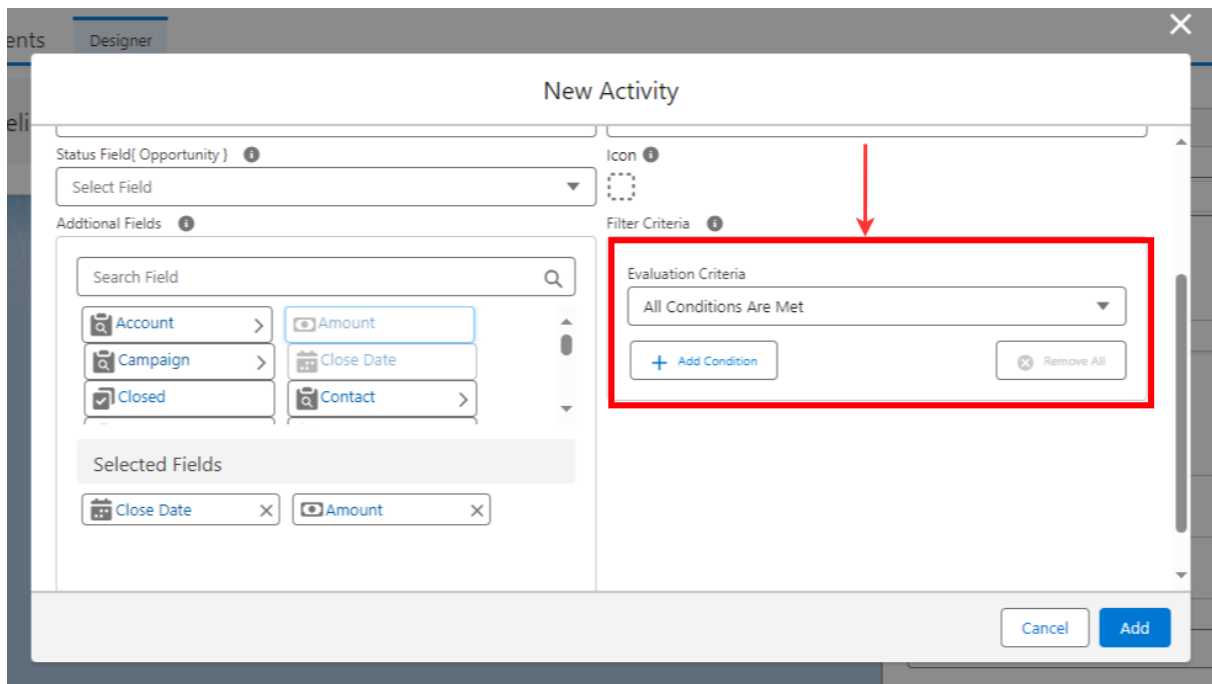 ents
Designer
eli
New Activity
Status Field{ Opportunity }
Select Field
Icon
Addtional Fields
Search Field
Account
Amount
Campaign
Close Date
Closed
Contact
Selected Fields
Close Date
Amount
Filter Criteria
Evaluation Criteria
All Conditions Are Met
Add Condition
Remove All
Cancel
Add